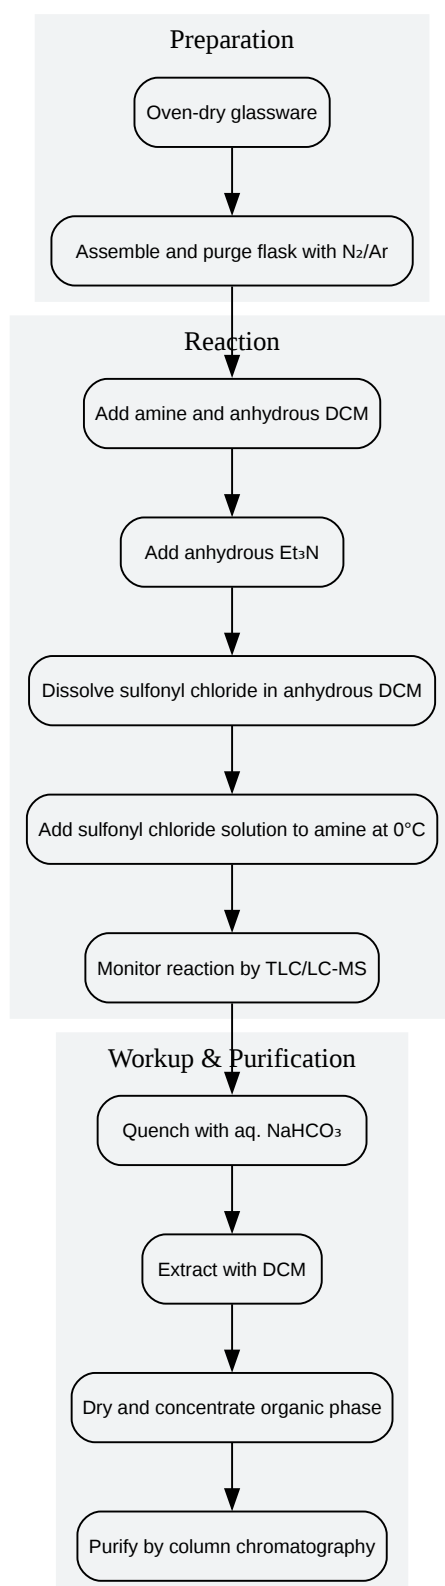 Preparation
Oven-dry glassware
Assemble and purge flask with N₂/Ar
Reaction
Add amine and anhydrous DCM
Add anhydrous Et₃N
Dissolve sulfonyl chloride in anhydrous DCM
Add sulfonyl chloride solution to amine at 0°C
Monitor reaction by TLC/LC-MS
Workup & Purification
Quench with aq. NaHCO₃
Extract with DCM
Dry and concentrate organic phase
Purify by column chromatography